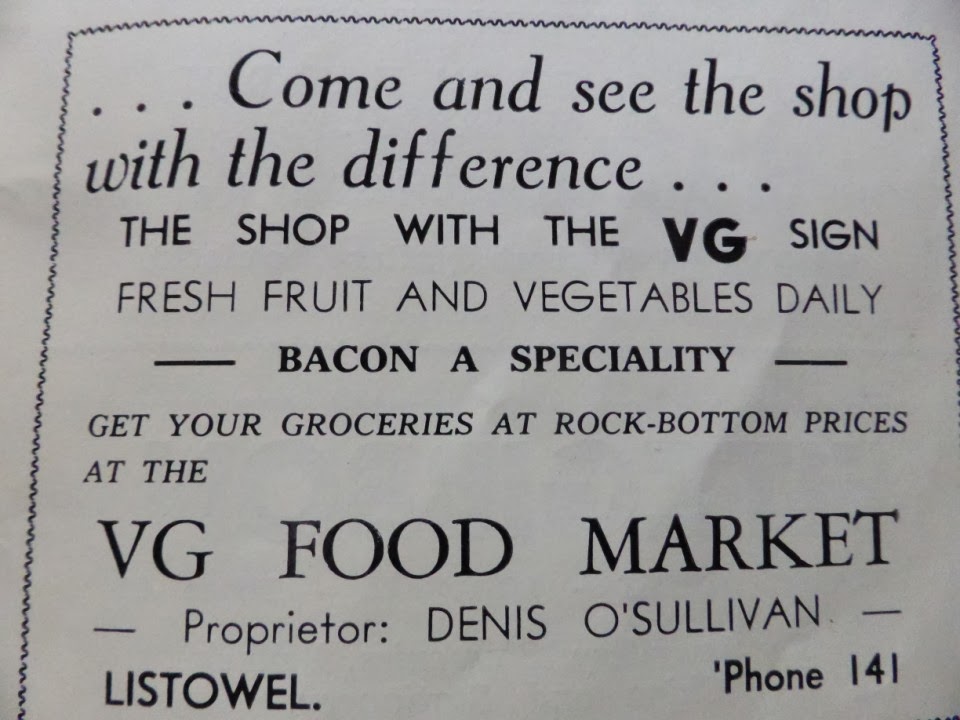 . . . Come and see the shop
with the difference . . .
THE SHOP WITH THE VG SIGN
FRESH FRUIT AND VEGETABLES DAILY
— BACON A SPECIALITY —
GET YOUR GROCERIES AT ROCK-BOTTOM PRICES
AT THE
VG FOOD MARKET
— Proprietor: DENIS O'SULLIVAN. —
LISTOWEL. 'Phone 141